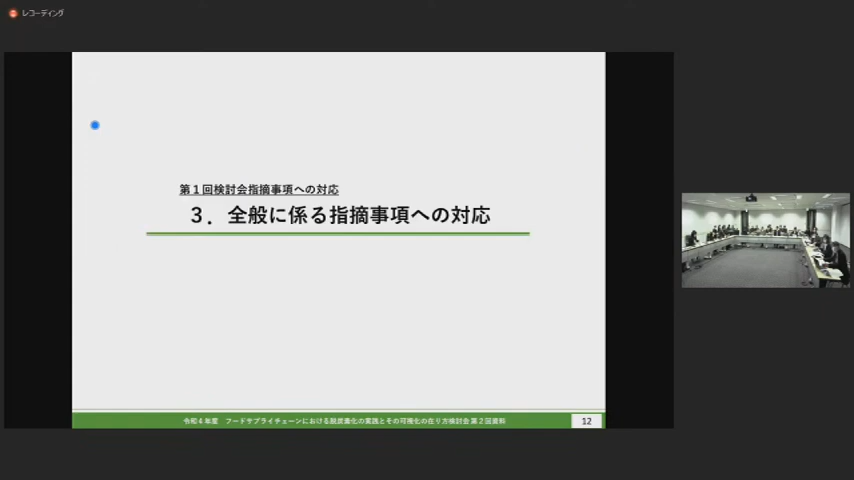 レコーディング
第1回検討会指摘事項への対応
3．全般に係る指摘事項への対応
令和4年度 フードサプライチェーンにおける脱炭素化の実践とその可視化の在り方検討会第2回資料
12